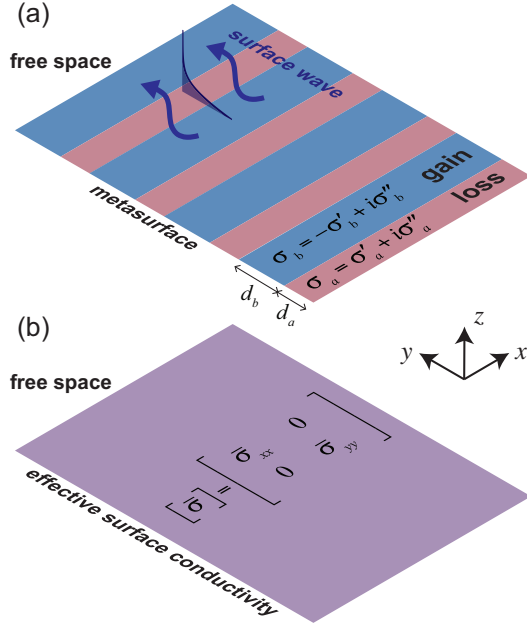 (a)
free space
surface wave
metasurface
gain
loss
σ_b = −σ'_b + iσ''_b
σ_a = σ'_a + iσ''_a
d_b
d_a
(b)
z
y
x
free space
[σ̿] = [σ̿_xx 0
0 σ̿_yy]
effective surface conductivity